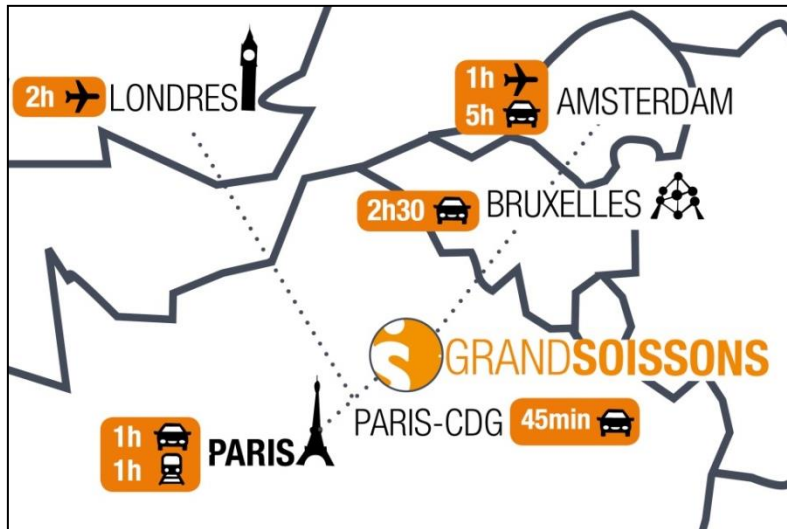 2h LONDRES
1h
5h
AMSTERDAM
2h30 BRUXELLES
GRANDSOISSONS
PARIS-CDG 45min
1h
1h
PARIS